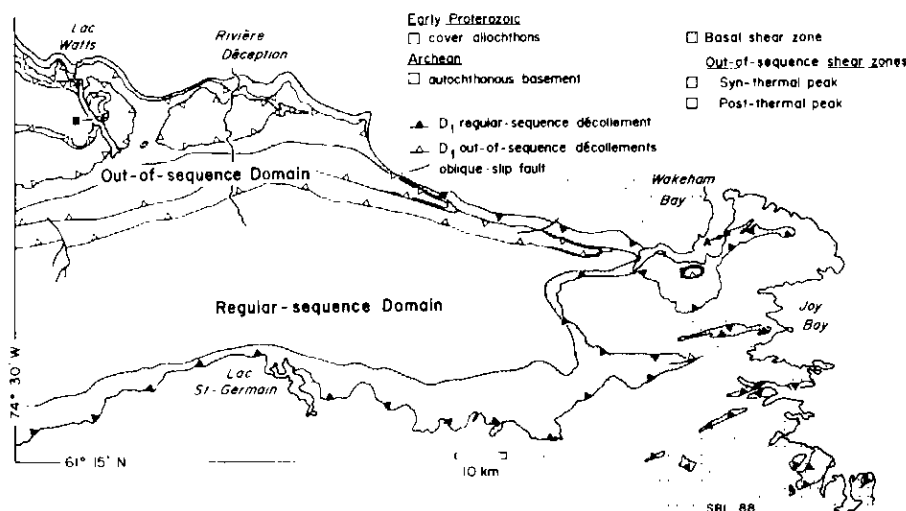 Lac
Watts
Rivière
Déception
Early Proterozoic
cover allochthons
Archean
autochthonous basement
D1 regular-sequence décollement
D1 out-of-sequence décollements
oblique-slip fault
Basal shear zone
Out-of-sequence shear zones
Syn-thermal peak
Post-thermal peak
Out-of-sequence Domain
Wakeham
Bay
Regular-sequence Domain
Joy
Bay
Lac
St-Germain
74° 30' W
61° 15' N
10 km
SBL 88